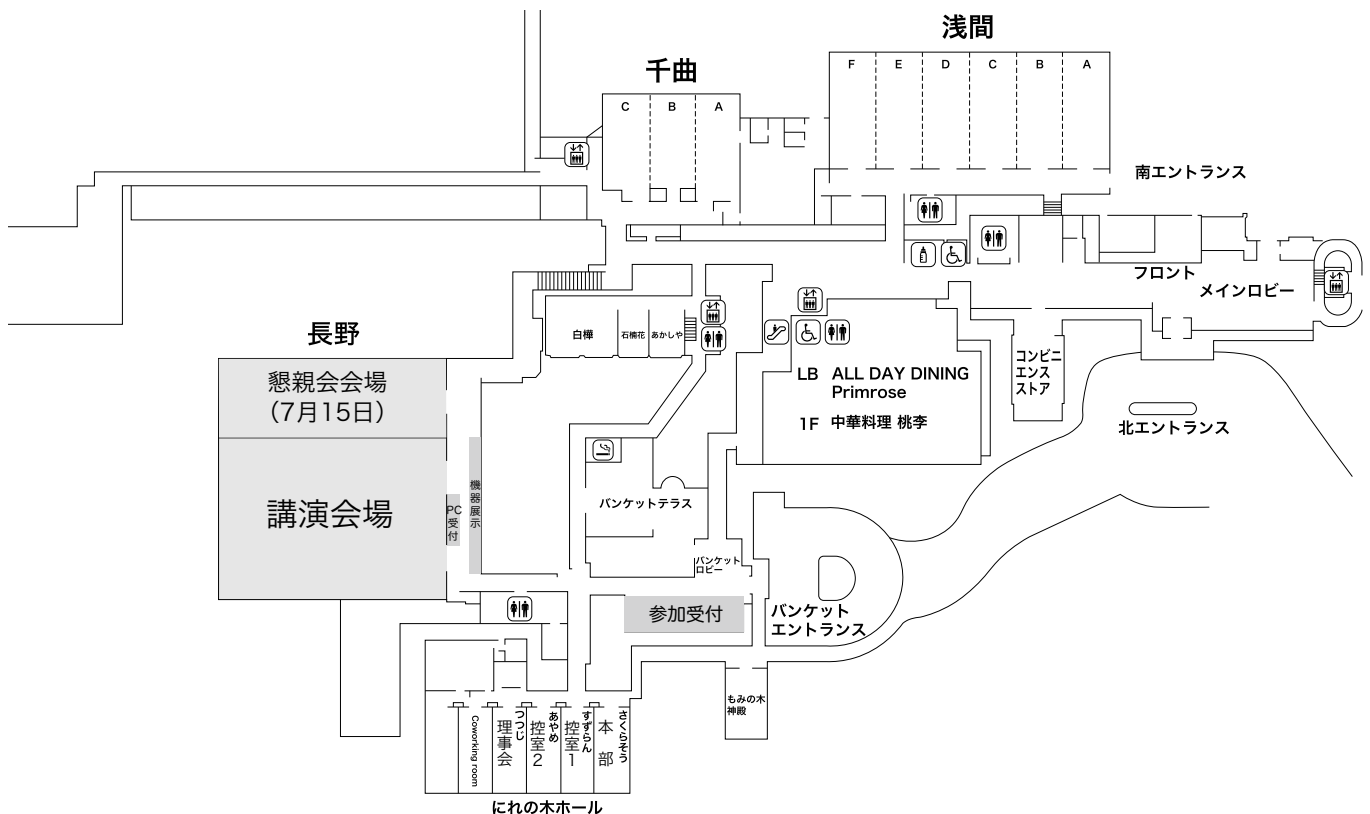 浅間
F E D C B A
千曲
C B A
南エントランス
フロント
メインロビー
長野
白樺
石楠花
あかしや
懇親会会場
（7月15日）
講演会場
PC
受
付
機器展示
LB ALL DAY DINING
Primrose
1F 中華料理 桃李
コンビニ
エンス
ストア
北エントランス
バンケットテラス
バンケット
ロビー
参加受付
バンケット
エントランス
もみの木
神殿
Coworking room
つつじ
理事会
あやめ
控室2
すずらん
控室1
さくらそう
本部
にれの木ホール